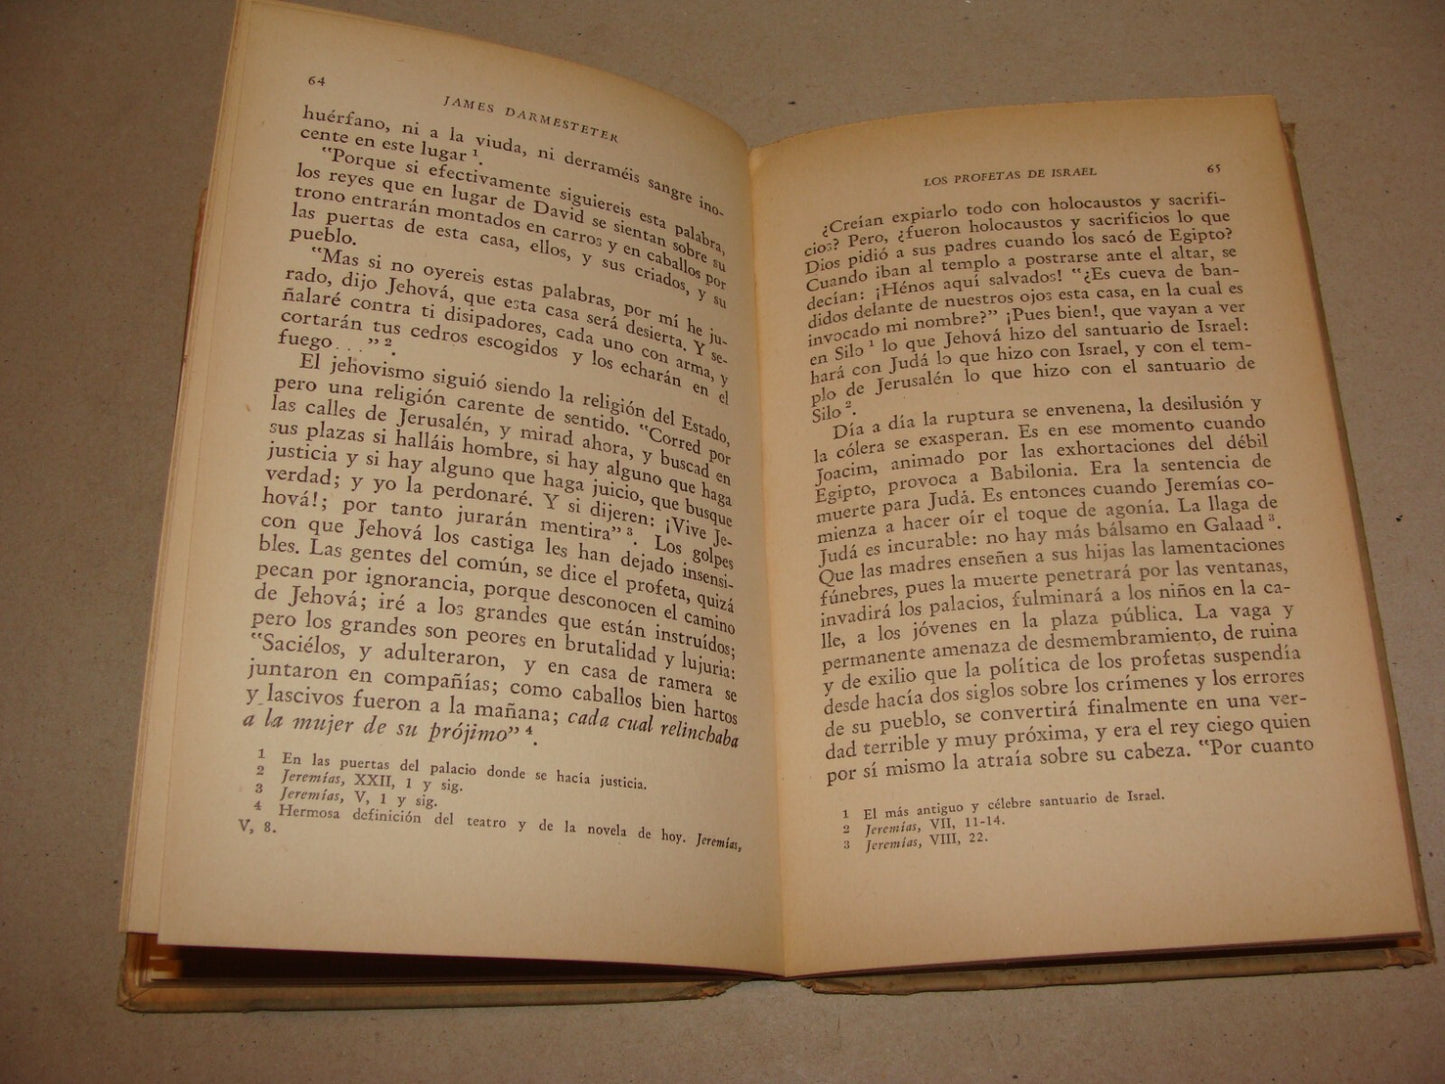 64
JAMES DARMESTETER
huérfano, ni a la viuda, ni derraméis sangre ino-
cente en este lugar ¹.
"Porque si efectivamente siguiereis esta palabra,
los reyes que en lugar de David se sientan sobre su
trono entrarán montados en carros y en caballos por
las puertas de esta casa, ellos, y sus criados, y su
pueblo.
"Mas si no oyereis estas palabras, por mí he ju-
rado, dijo Jehová, que esta casa será desierta. Y se-
ñalaré contra ti disipadores, cada uno con arma, y
cortarán tus cedros escogidos y los echarán en el
fuego..." ².
El jehovismo siguió siendo la religión del Estado,
pero una religión carente de sentido. "Corred por
las calles de Jerusalén, y mirad ahora, y buscad en
sus plazas si halláis hombre, si hay alguno que haga
justicia y si hay alguno que haga juicio, que busque
verdad; y yo la perdonaré. Y si dijeren: ¡Vive Je-
hová!; por tanto jurarán mentira" ³. Los golpes
con que Jehová los castiga les han dejado insensi-
bles. Las gentes del común, se dice el profeta, quizá
pecan por ignorancia, porque desconocen el camino
de Jehová; iré a los grandes que están instruídos;
pero los grandes son peores en brutalidad y lujuria:
"Saciélos, y adulteraron, y en casa de ramera se
juntaron en compañías; como caballos bien hartos
y lascivos fueron a la mañana; cada cual relinchaba
a la mujer de su prójimo" ⁴.
1 En las puertas del palacio donde se hacía justicia.
2 Jeremías, XXII, 1 y sig.
3 Jeremías, V, 1 y sig.
4 Hermosa definición del teatro y de la novela de hoy. Jeremías,
V, 8.
LOS PROFETAS DE ISRAEL
65
¿Creían expiarlo todo con holocaustos y sacrifi-
cios? Pero, ¿fueron holocaustos y sacrificios lo que
Dios pidió a sus padres cuando los sacó de Egipto?
Cuando iban al templo a postrarse ante el altar, se
decían: ¡Hénos aquí salvados! "¿Es cueva de ban-
didos delante de nuestros ojos esta casa, en la cual es
invocado mi nombre?" ¡Pues bien!, que vayan a ver
en Silo ¹ lo que Jehová hizo del santuario de Israel:
hará con Judá lo que hizo con Israel, y con el tem-
plo de Jerusalén lo que hizo con el santuario de
Silo ².
Día a día la ruptura se envenena, la desilusión y
la cólera se exasperan. Es en ese momento cuando
Joacim, animado por las exhortaciones del débil
Egipto, provoca a Babilonia. Era la sentencia de
muerte para Judá. Es entonces cuando Jeremías co-
mienza a hacer oír el toque de agonía. La llaga de
Judá es incurable: no hay más bálsamo en Galaad ³.
Que las madres enseñen a sus hijas las lamentaciones
fúnebres, pues la muerte penetrará por las ventanas,
invadirá los palacios, fulminará a los niños en la ca-
lle, a los jóvenes en la plaza pública. La vaga y
permanente amenaza de desmembramiento, de ruina
y de exilio que la política de los profetas suspendía
desde hacía dos siglos sobre los crímenes y los errores
de su pueblo, se convertirá finalmente en una ver-
dad terrible y muy próxima, y era el rey ciego quien
por sí mismo la atraía sobre su cabeza. "Por cuanto
1 El más antiguo y célebre santuario de Israel.
2 Jeremías, VII, 11-14.
3 Jeremías, VIII, 22.